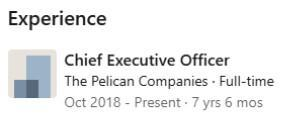 Experience
Chief Executive Officer
The Pelican Companies · Full-time
Oct 2018 - Present · 7 yrs 6 mos